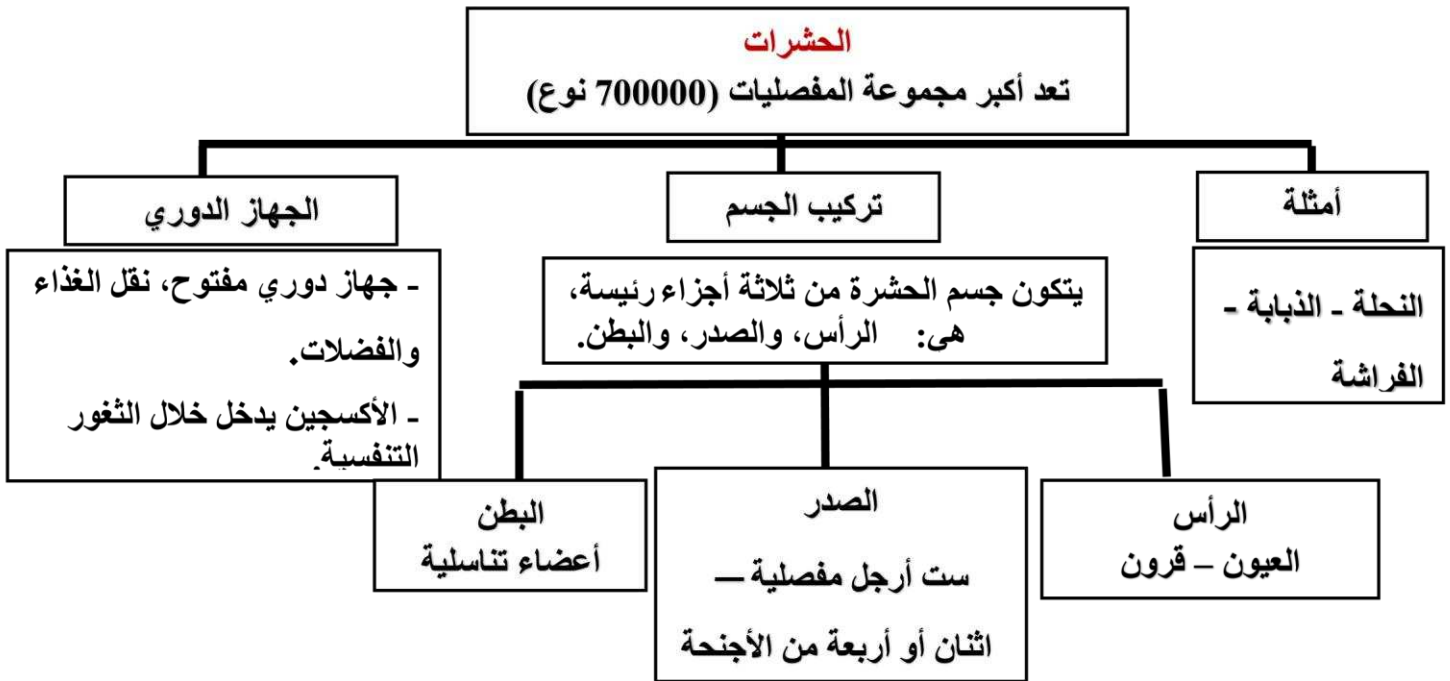 الحشرات
تعد أكبر مجموعة المفصليات (700000 نوع)
أمثلة
النحلة - الذبابة -
الفراشة
تركيب الجسم
يتكون جسم الحشرة من ثلاثة أجزاء رئيسة،
هى: الرأس، والصدر، والبطن.
الرأس
العيون – قرون
الصدر
ست أرجل مفصلية –
اثنان أو أربعة من الأجنحة
البطن
أعضاء تناسلية
الجهاز الدوري
- جهاز دوري مفتوح، نقل الغذاء
والفضلات.
- الأكسجين يدخل خلال الثغور
التنفسية.